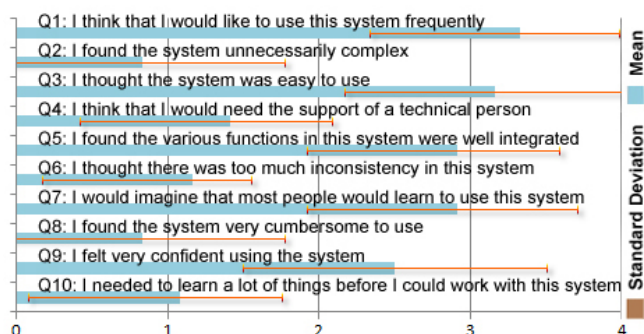 Q1: I think that I would like to use this system frequently
Q2: I found the system unnecessarily complex
Q3: I thought the system was easy to use
Q4: I think that I would need the support of a technical person
Q5: I found the various functions in this system were well integrated
Q6: I thought there was too much inconsistency in this system
Q7: I would imagine that most people would learn to use this system
Q8: I found the system very cumbersome to use
Q9: I felt very confident using the system
Q10: I needed to learn a lot of things before I could work with this system
0 1 2 3 4
Mean
Standard Deviation